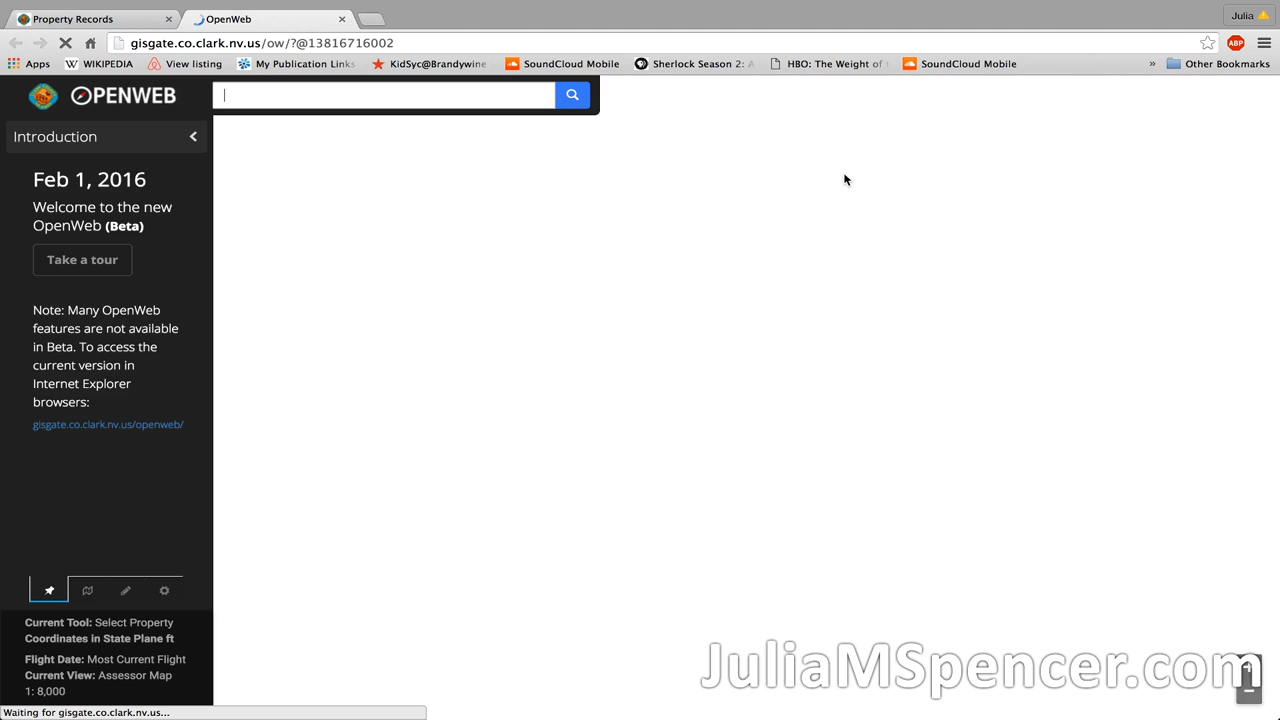 Property Records
OpenWeb
Julia
gisgate.co.clark.nv.us/ow/?@13816716002
ABP
Apps
WIKIPEDIA
View listing
My Publication Links
KidSyc@Brandywine
SoundCloud Mobile
Sherlock Season 2: A
HBO: The Weight of
SoundCloud Mobile
»
Other Bookmarks
OPENWEB
Introduction
Feb 1, 2016
Welcome to the new
OpenWeb (Beta)
Take a tour
Note: Many OpenWeb
features are not available
in Beta. To access the
current version in
Internet Explorer
browsers:
gisgate.co.clark.nv.us/openweb/
Current Tool: Select Property
Coordinates in State Plane ft
Flight Date: Most Current Flight
Current View: Assessor Map
1: 8,000
JuliaMSpencer.com
Waiting for gisgate.co.clark.nv.us...